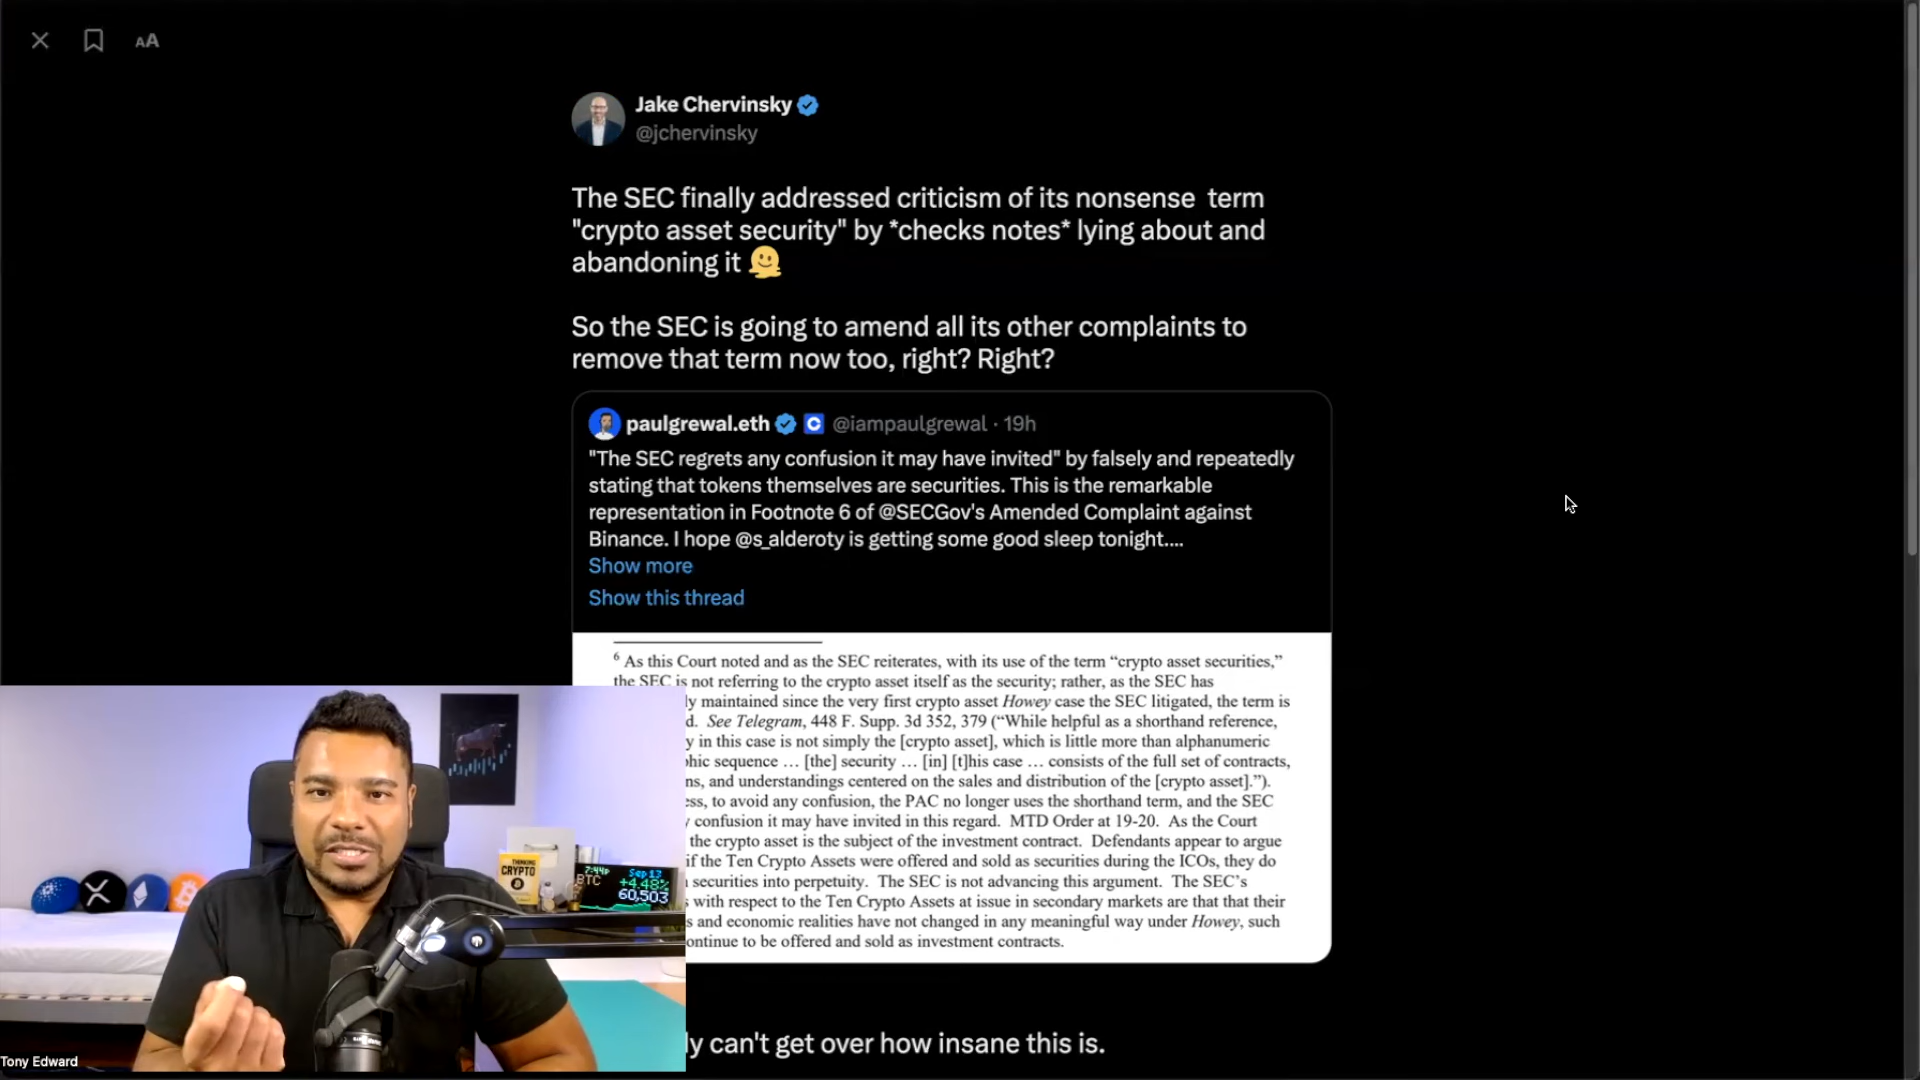 AA
Jake Chervinsky
@jchervinsky
The SEC finally addressed criticism of its nonsense term
"crypto asset security" by *checks notes* lying about and
abandoning it
So the SEC is going to amend all its other complaints to
remove that term now too, right? Right?
paulgrewal.eth @iampaulgrewal · 19h
"The SEC regrets any confusion it may have invited" by falsely and repeatedly
stating that tokens themselves are securities. This is the remarkable
representation in Footnote 6 of @SECGov's Amended Complaint against
Binance. I hope @s_alderoty is getting some good sleep tonight....
Show more
Show this thread
6 As this Court noted and as the SEC reiterates, with its use of the term “crypto asset securities,”
the SEC is not referring to the crypto asset itself as the security; rather, as the SEC has
ly maintained since the very first crypto asset Howey case the SEC litigated, the term is
d. See Telegram, 448 F. Supp. 3d 352, 379 (“While helpful as a shorthand reference,
y in this case is not simply the [crypto asset], which is little more than alphanumeric
hic sequence … [the] security … [in] [t]his case … consists of the full set of contracts,
ns, and understandings centered on the sales and distribution of the [crypto asset].”).
ess, to avoid any confusion, the PAC no longer uses the shorthand term, and the SEC
y confusion it may have invited in this regard. MTD Order at 19-20. As the Court
the crypto asset is the subject of the investment contract. Defendants appear to argue
if the Ten Crypto Assets were offered and sold as securities during the ICOs, they do
securities into perpetuity. The SEC is not advancing this argument. The SEC’s
s with respect to the Ten Crypto Assets at issue in secondary markets are that that their
s and economic realities have not changed in any meaningful way under Howey, such
ontinue to be offered and sold as investment contracts.
ly can't get over how insane this is.
THINKING
CRYPTO
7:44P Sep 13
BTC +4.48%
60,503
Tony Edward